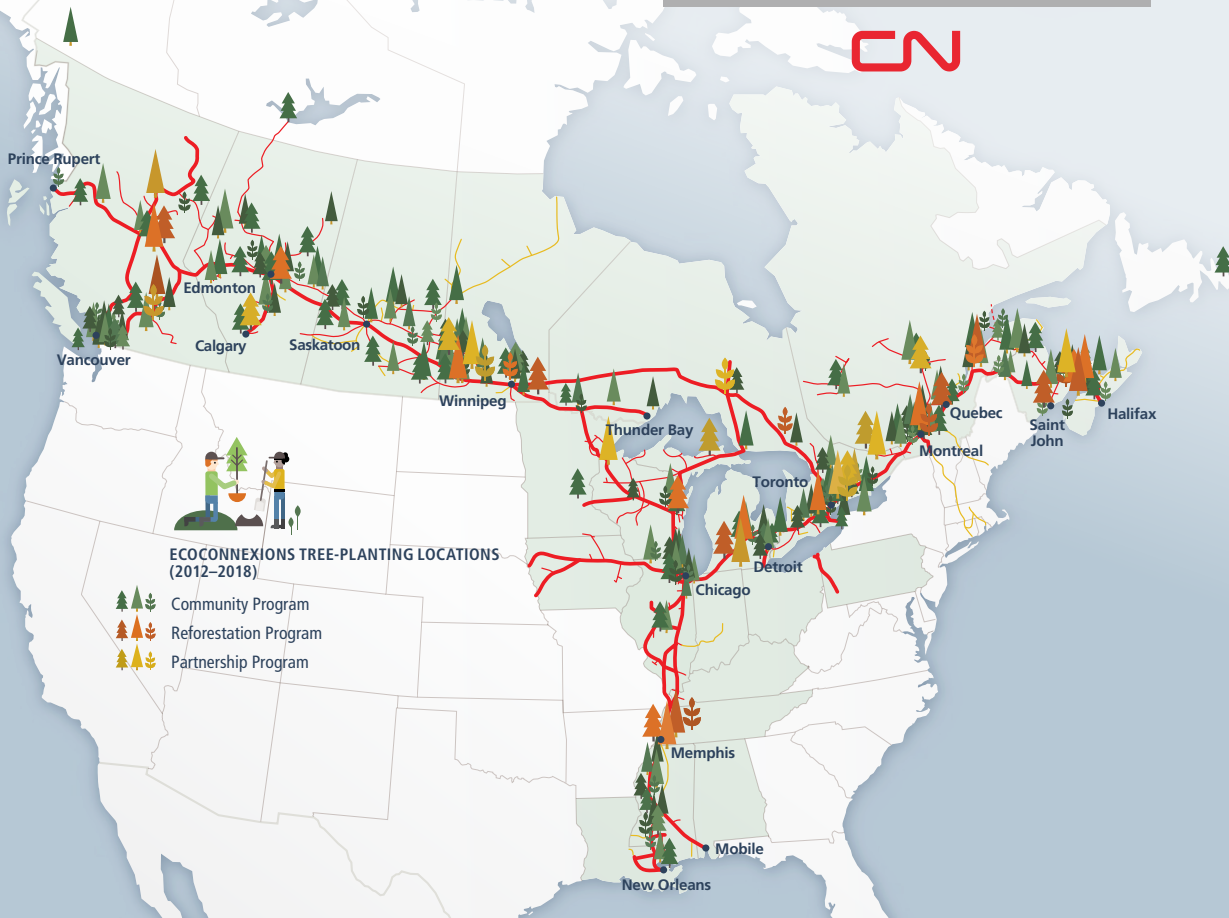 CN
Prince Rupert
Edmonton
Calgary
Saskatoon
Vancouver
Winnipeg
Thunder Bay
Quebec
Halifax
Saint
John
Montreal
Toronto
Detroit
Chicago
ECOCONNEXIONS TREE-PLANTING LOCATIONS
(2012–2018)
Community Program
Reforestation Program
Partnership Program
Memphis
Mobile
New Orleans